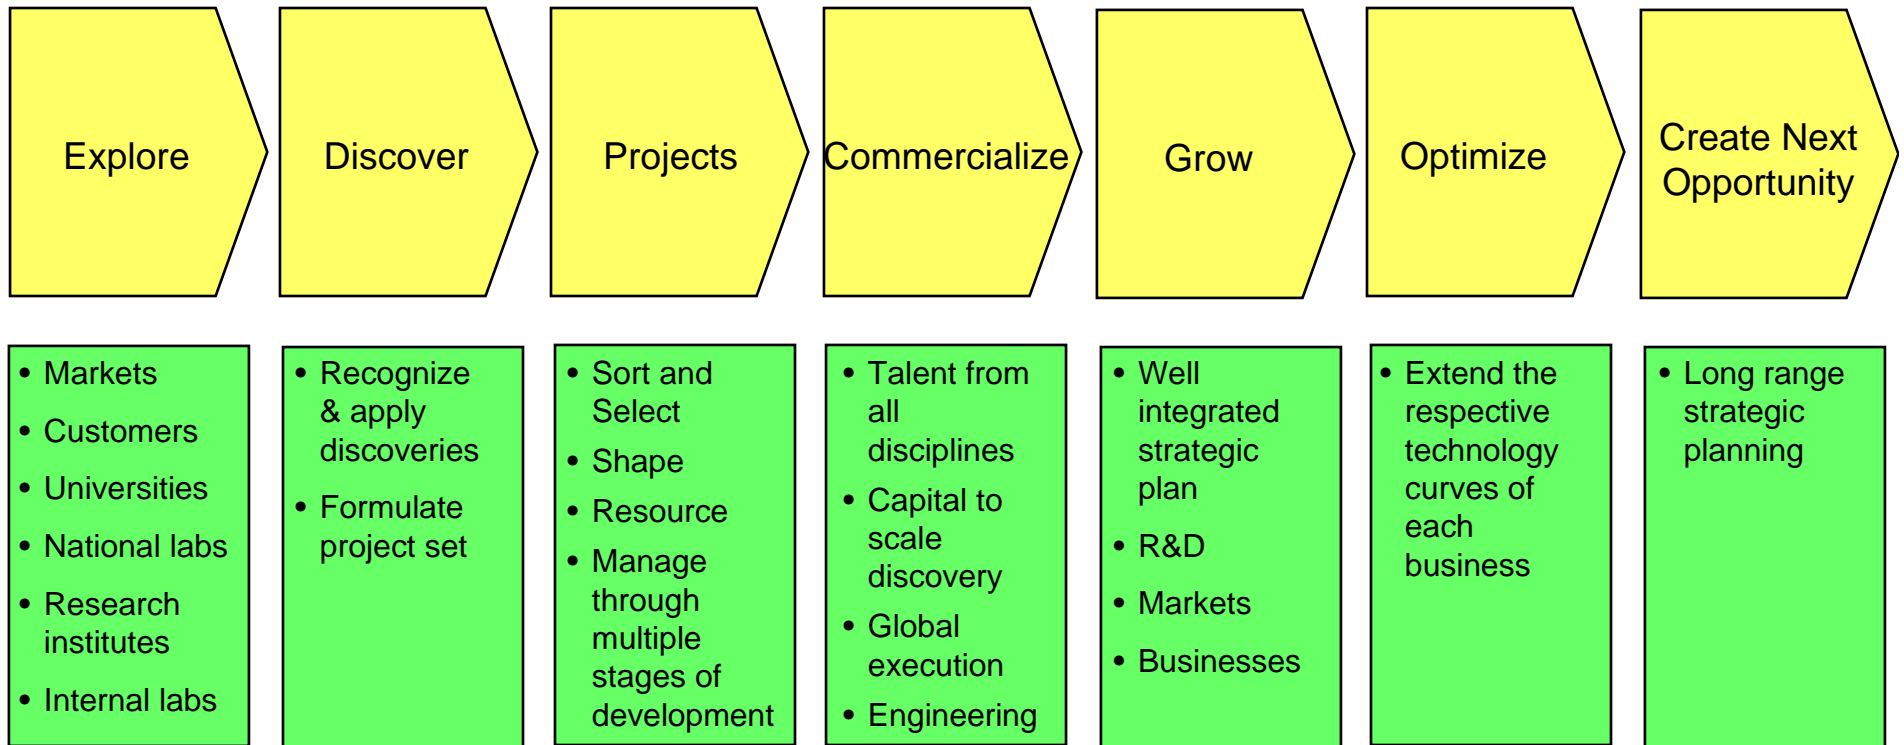 Explore
Discover
Projects
Commercialize
Grow
Optimize
Create Next
Opportunity
• Markets
• Customers
• Universities
• National labs
• Research
institutes
• Internal labs
• Recognize
& apply
discoveries
• Formulate
project set
• Sort and
Select
• Shape
• Resource
• Manage
through
multiple
stages of
development
• Talent from
all
disciplines
• Capital to
scale
discovery
• Global
execution
• Engineering
• Well
integrated
strategic
plan
• R&D
• Markets
• Businesses
• Extend the
respective
technology
curves of
each
business
• Long range
strategic
planning